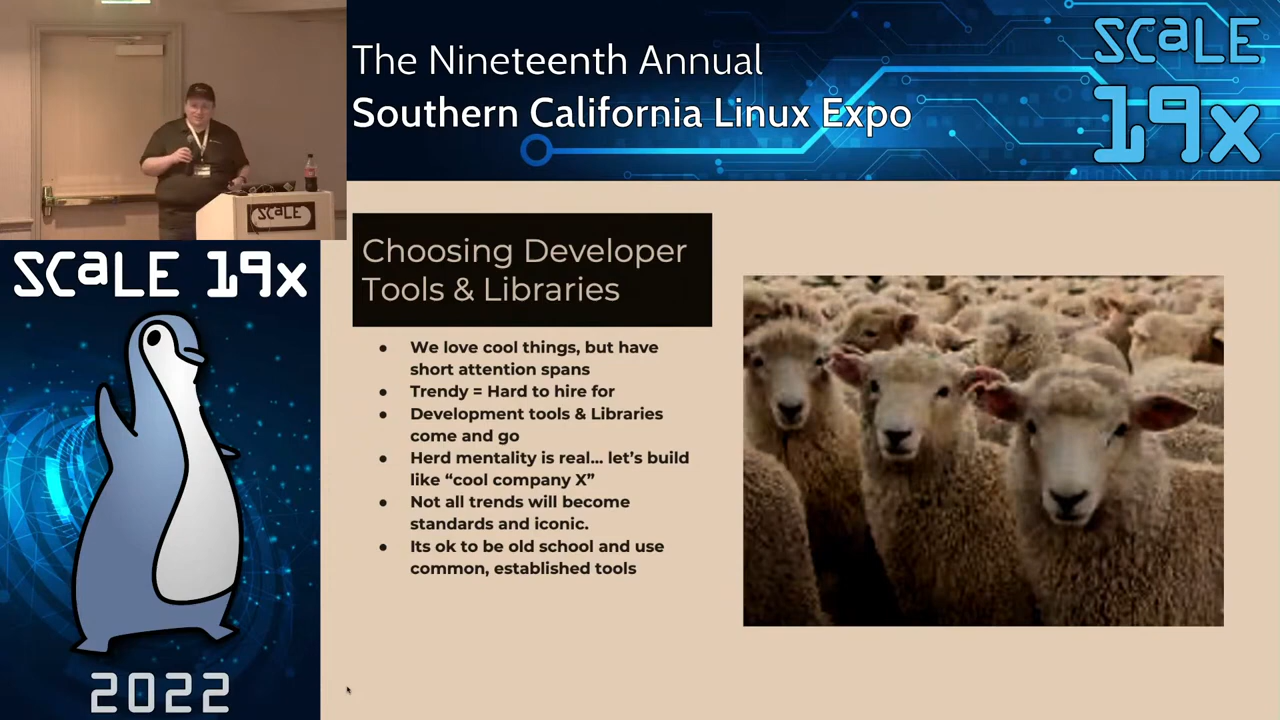 The Nineteenth Annual
Southern California Linux Expo
SCaLE
19x
SCaLE
SCaLE 19x
2022
Choosing Developer
Tools & Libraries
● We love cool things, but have
short attention spans
● Trendy = Hard to hire for
● Development tools & Libraries
come and go
● Herd mentality is real... let's build
like “cool company X”
● Not all trends will become
standards and iconic.
● Its ok to be old school and use
common, established tools